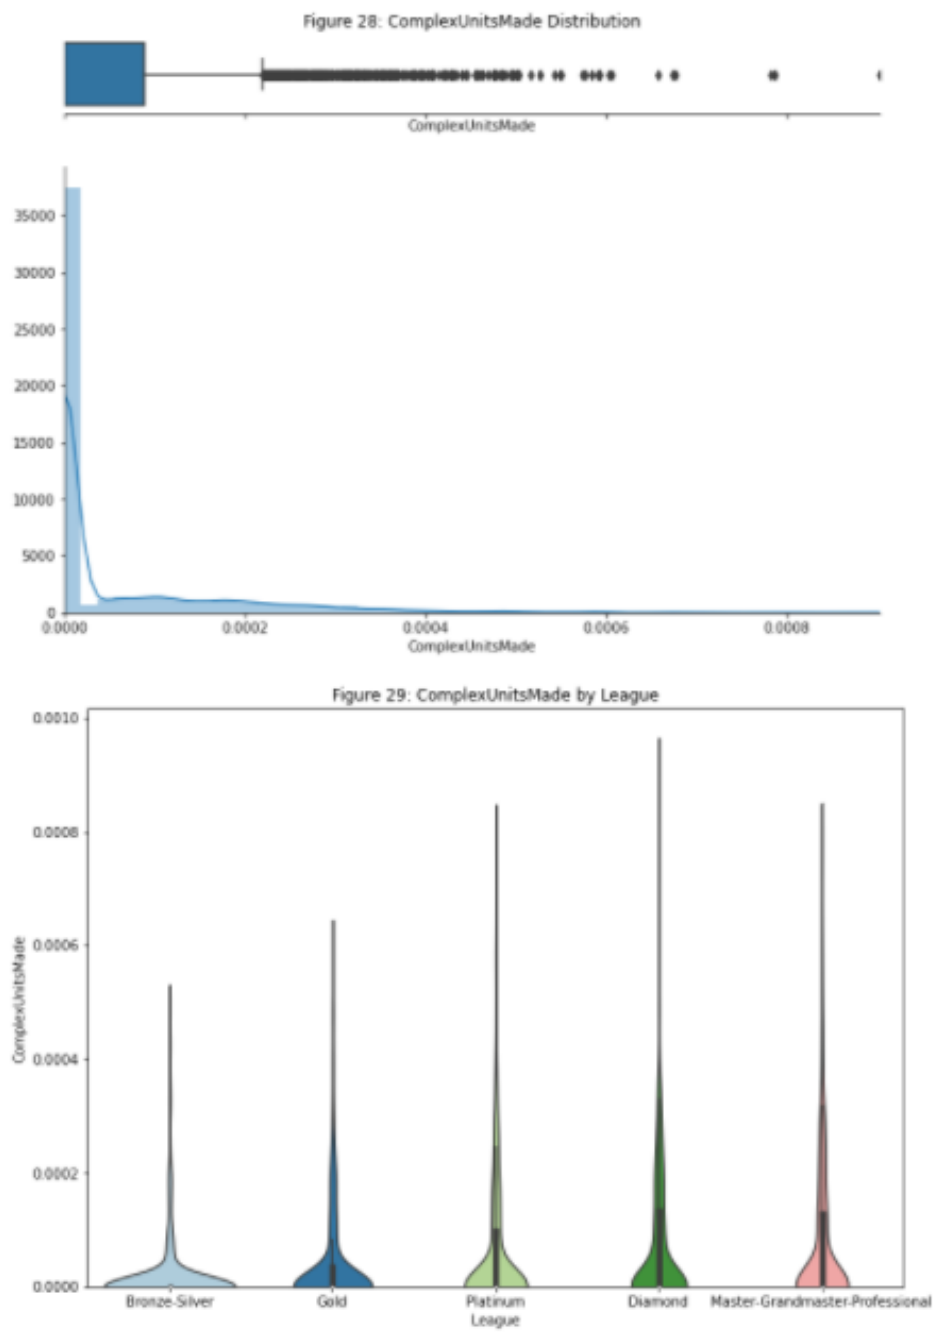 Figure 28: ComplexUnitsMade Distribution
ComplexUnitsMade
35000
30000
25000
20000
15000
10000
5000
0
0.0000 0.0002 0.0004 0.0006 0.0008
ComplexUnitsMade
Figure 29: ComplexUnitsMade by League
0.0010
0.0008
0.0006
0.0004
0.0002
0.0000
ComplexUnitsMade
Bronze-Silver Gold Platinum Diamond Master-Grandmaster-Professional
League